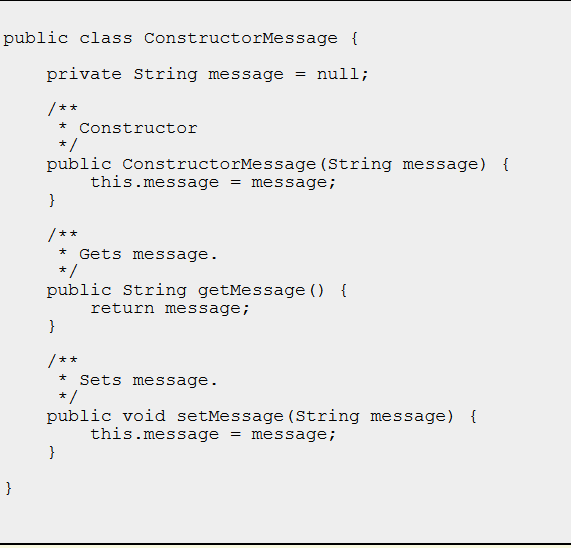 public class ConstructorMessage {
private String message = null;
/**
* Constructor
*/
public ConstructorMessage(String message) {
this.message = message;
}
/**
* Gets message.
*/
public String getMessage() {
return message;
}
/**
* Sets message.
*/
public void setMessage(String message) {
this.message = message;
}
}